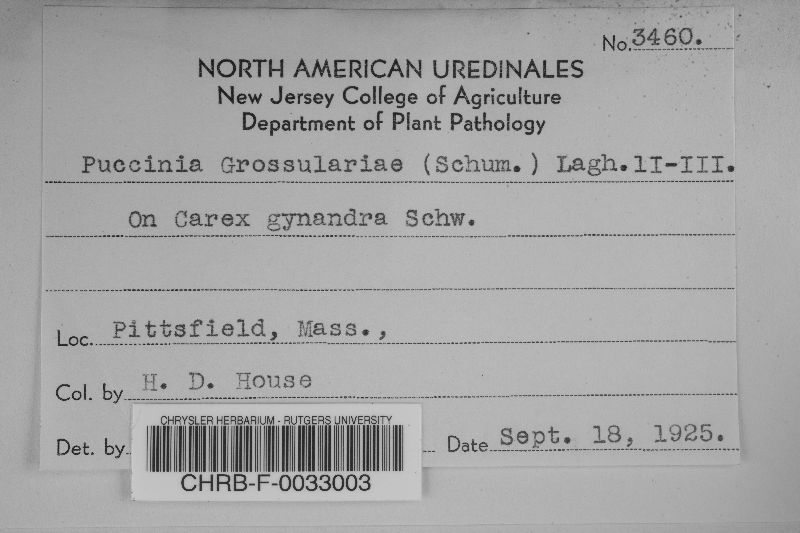 No. 3460.
NORTH AMERICAN UREDINALES
New Jersey College of Agriculture
Department of Plant Pathology
Puccinia Grossulariae (Schum.) Lagh. lI-III.
On Carex gynandra Schw.
Loc. Pittsfield, Mass.,
Col. by H. D. House
Det. by Date Sept. 18, 1925.
CHRYSLER HERBARIUM - RUTGERS UNIVERSITY
CHRB-F-0033003